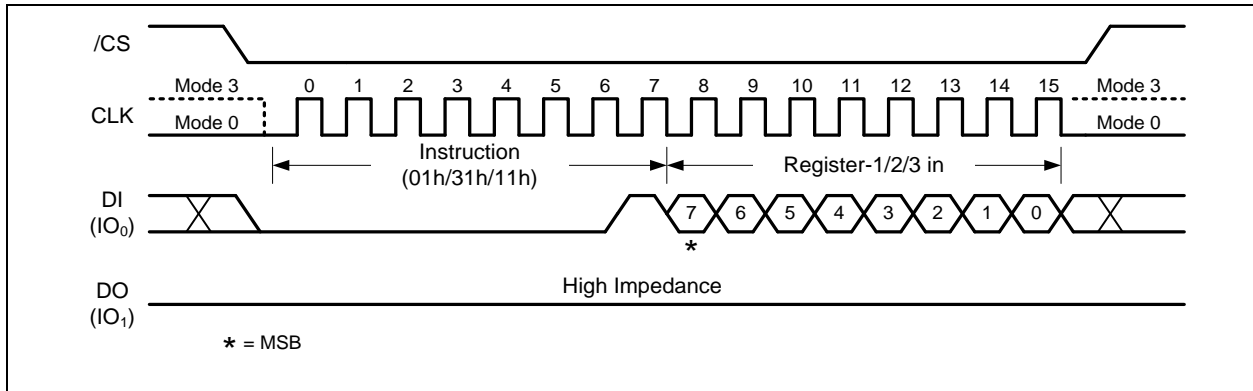 /CS
Mode 3 0 1 2 3 4 5 6 7 8 9 10 11 12 13 14 15 Mode 3
CLK
Mode 0 Mode 0
Instruction
(01h/31h/11h)
Register-1/2/3 in
DI
(IO₀)
7 6 5 4 3 2 1 0
*
High Impedance
DO
(IO₁)
* = MSB